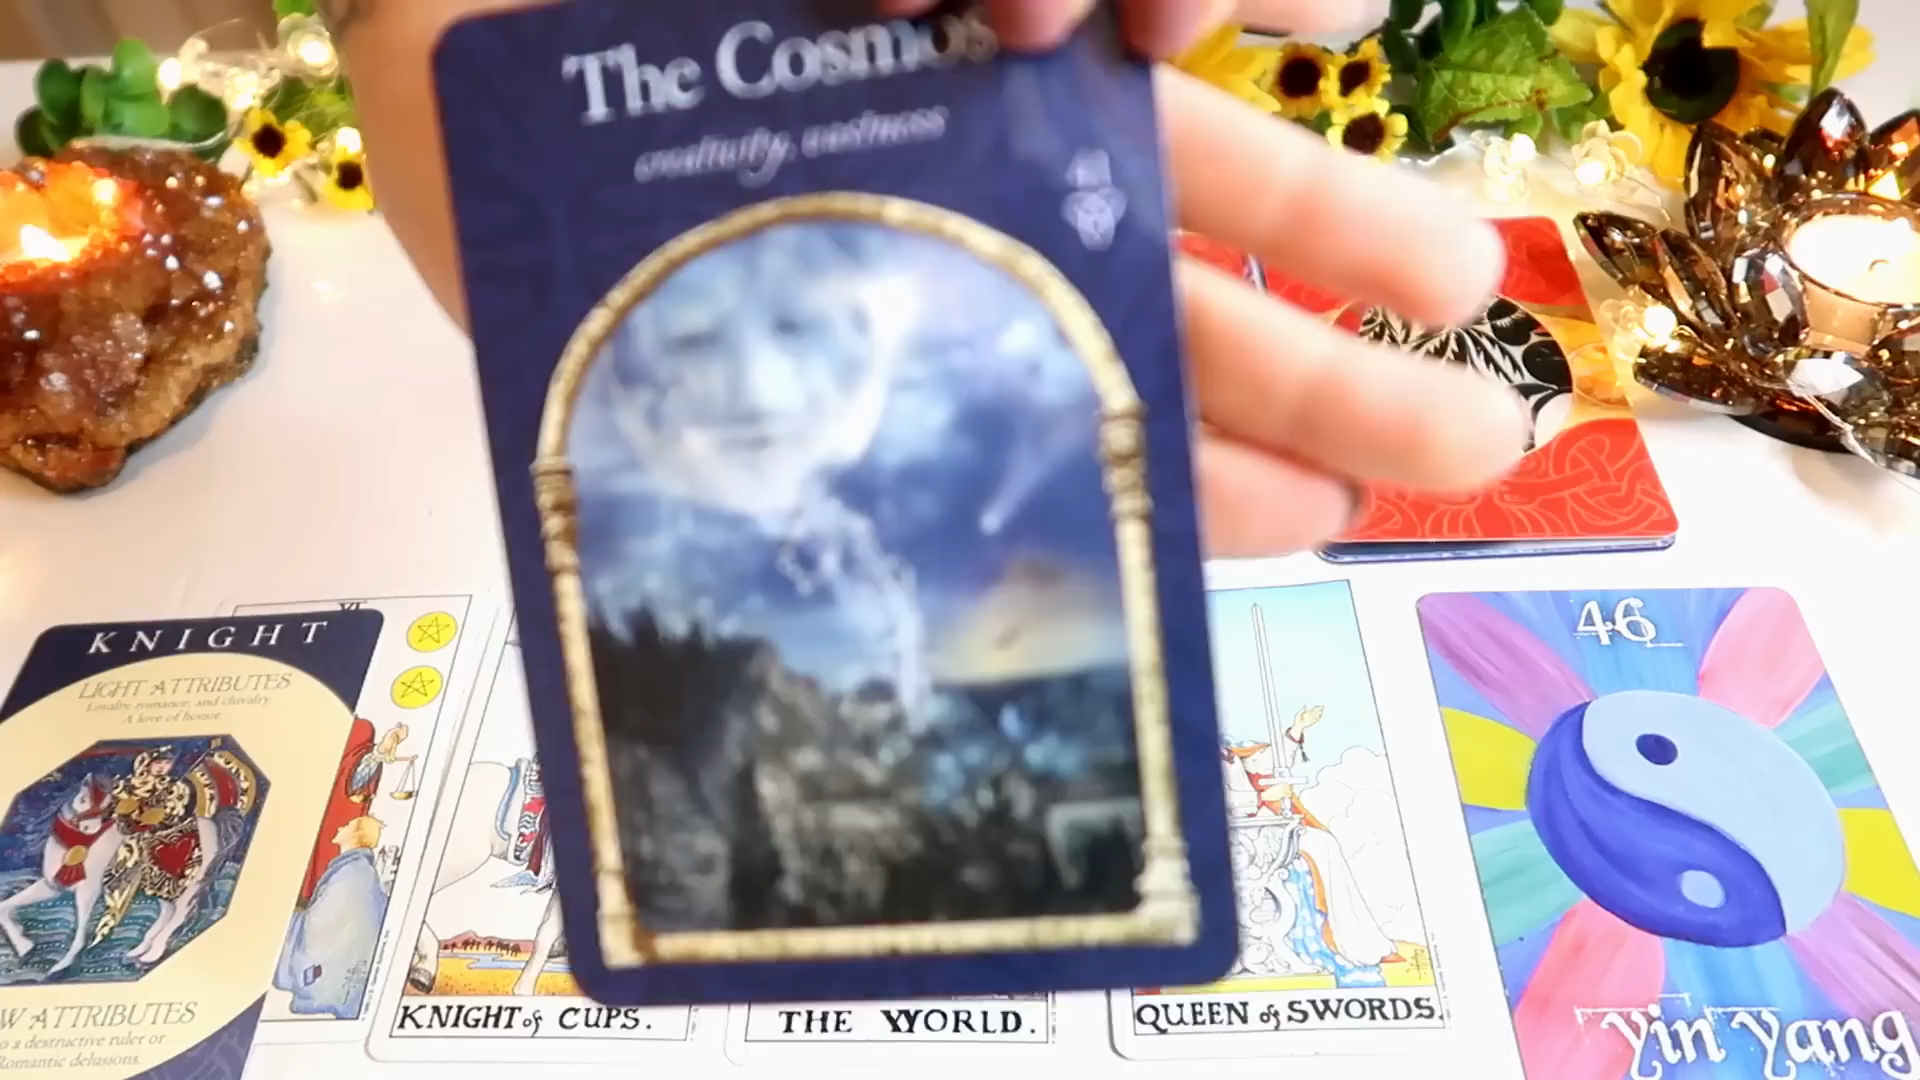 The Cosmos
creativity, vastness
KNIGHT
LIGHT ATTRIBUTES
Loyalty, romance, and chivalry.
A love of honor.
W ATTRIBUTES
o a destructive ruler or
Romantic delusions.
VI
KNIGHT of CUPS.
THE WORLD.
QUEEN of SWORDS.
46
Yin Yang